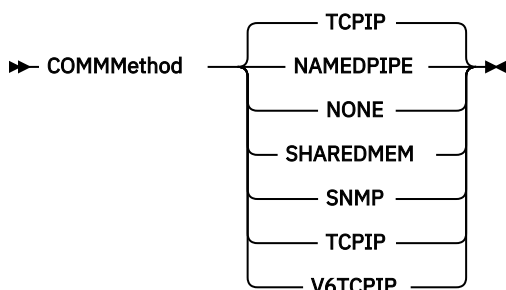 TCPIP
COMMMethod NAMEDPIPE
NONE
SHAREDMEM
SNMP
TCPIP
V6TCPIP